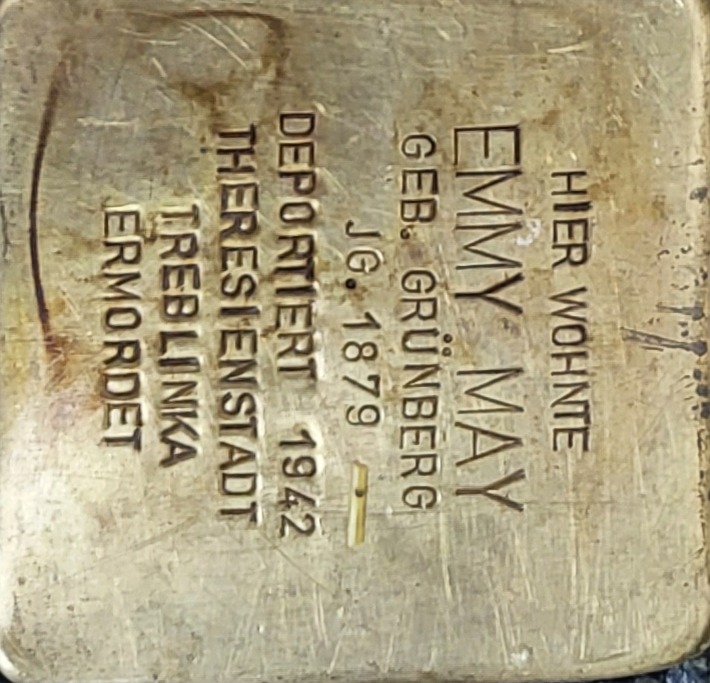 HIER WOHNTE
EMMY MAY
GEB. GRÜNBERG
JG. 1879
DEPORTIERT 1942
THERESIENSTADT
TREBLINKA
ERMORDET